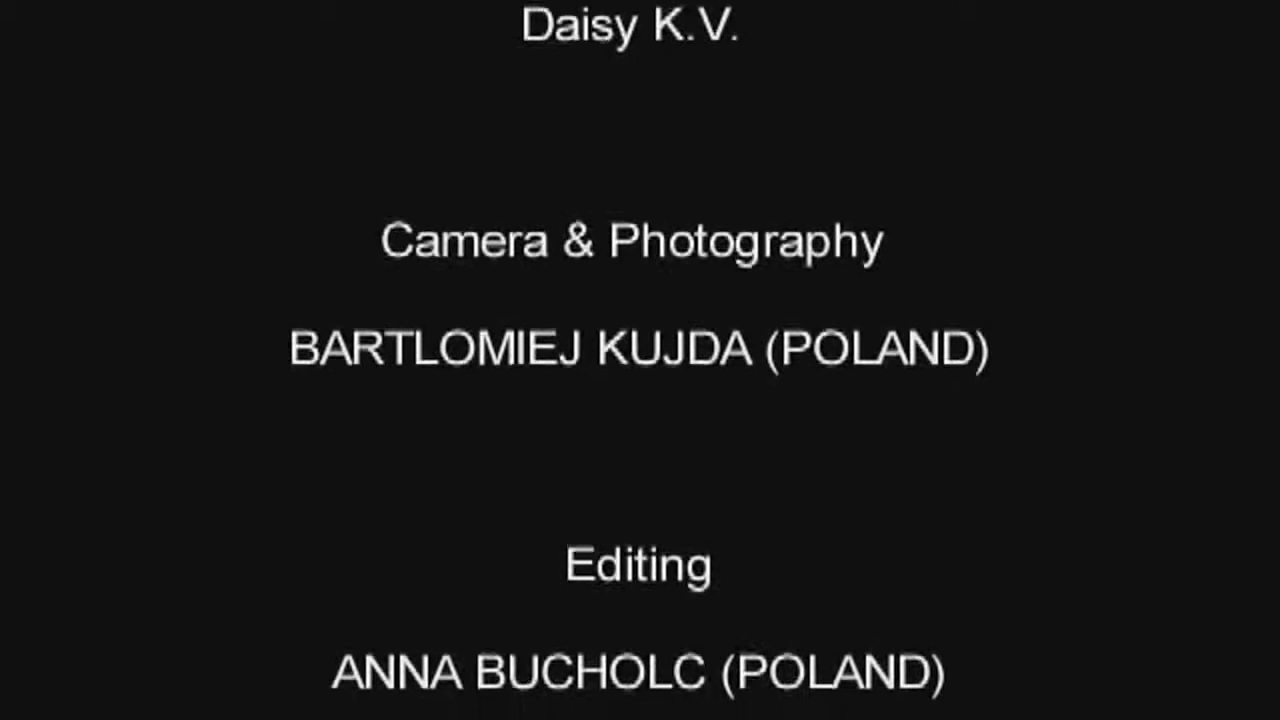 Daisy K.V.
Camera & Photography
BARTLOMIEJ KUJDA (POLAND)
Editing
ANNA BUCHOLC (POLAND)